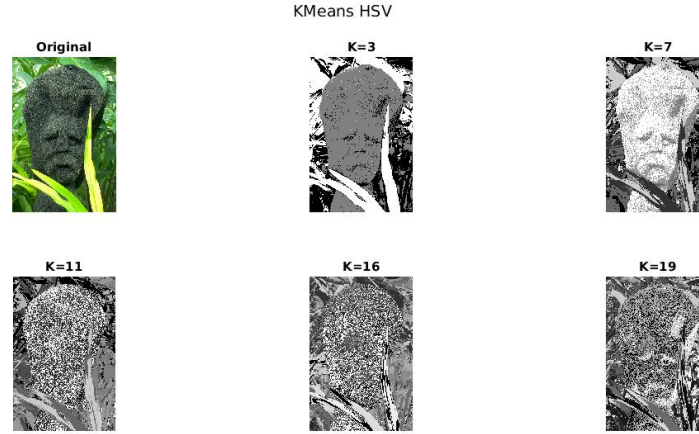 KMeans HSV
Original
K=3
K=7
K=11
K=16
K=19